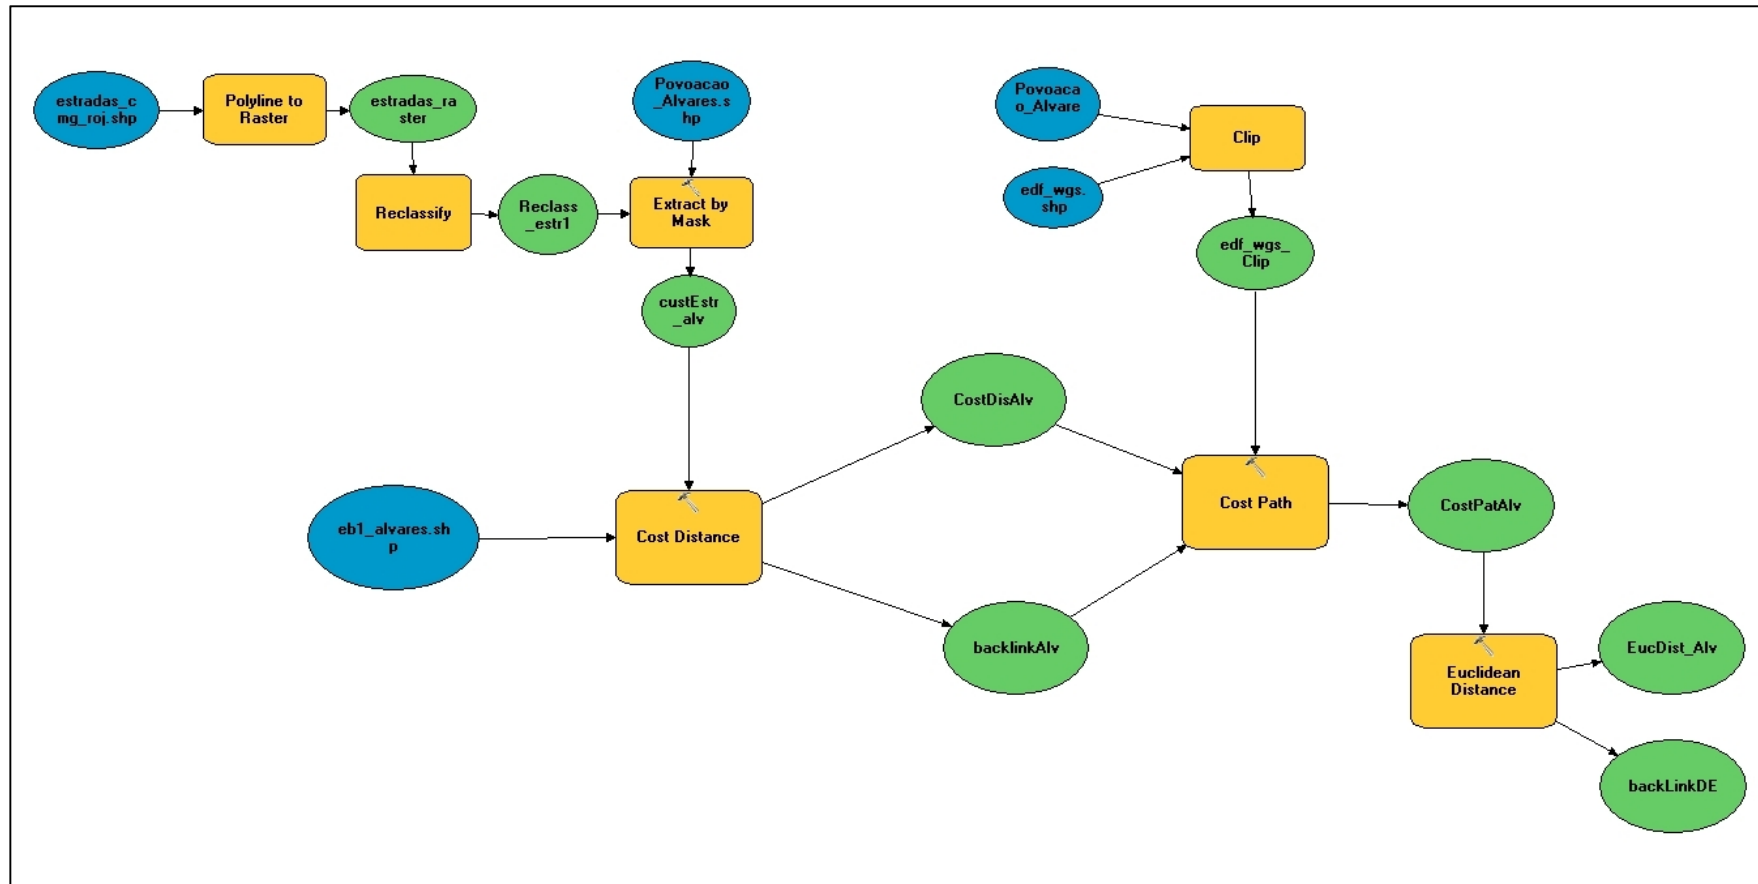 estradas_c
mg_roj.shp
Polyline to
Raster
estradas_ra
ster
Povoacao
_Alvares.s
hp
Povoaca
o_Alvare
Clip
edf_wgs.
shp
Reclassify
Reclass
_estr1
Extract by
Mask
edf_wgs_
Clip
custEstr
_alv
CostDisAlv
eb1_alvares.sh
p
Cost Distance
Cost Path
CostPatAlv
backlinkAlv
Euclidean
Distance
EucDist_Alv
backLinkDE